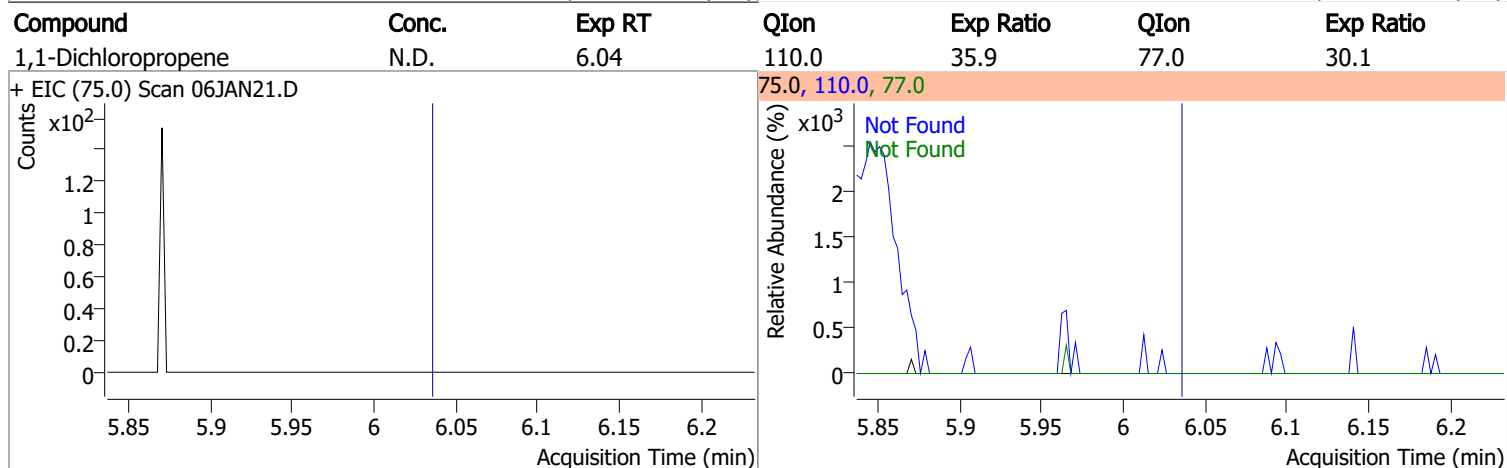 Compound Conc. Exp RT QIon Exp Ratio QIon Exp Ratio
1,1-Dichloropropene N.D. 6.04 110.0 35.9 77.0 30.1
+ EIC (75.0) Scan 06JAN21.D
Counts
x10²
1.2
1
0.8
0.6
0.4
0.2
0
5.85 5.9 5.95 6 6.05 6.1 6.15 6.2
Acquisition Time (min)
75.0, 110.0, 77.0
Relative Abundance (%)
x10³
Not Found
Not Found
2
1.5
1
0.5
0
5.85 5.9 5.95 6 6.05 6.1 6.15 6.2
Acquisition Time (min)